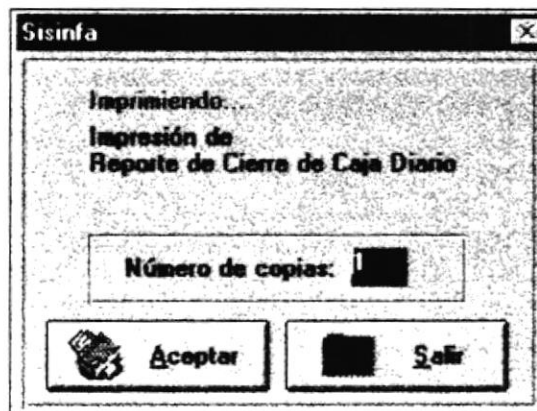 Sisinfa
Imprimiendo...
Impresión de
Reporte de Cierre de Caja Diario
Número de copias:
Aceptar
Salir